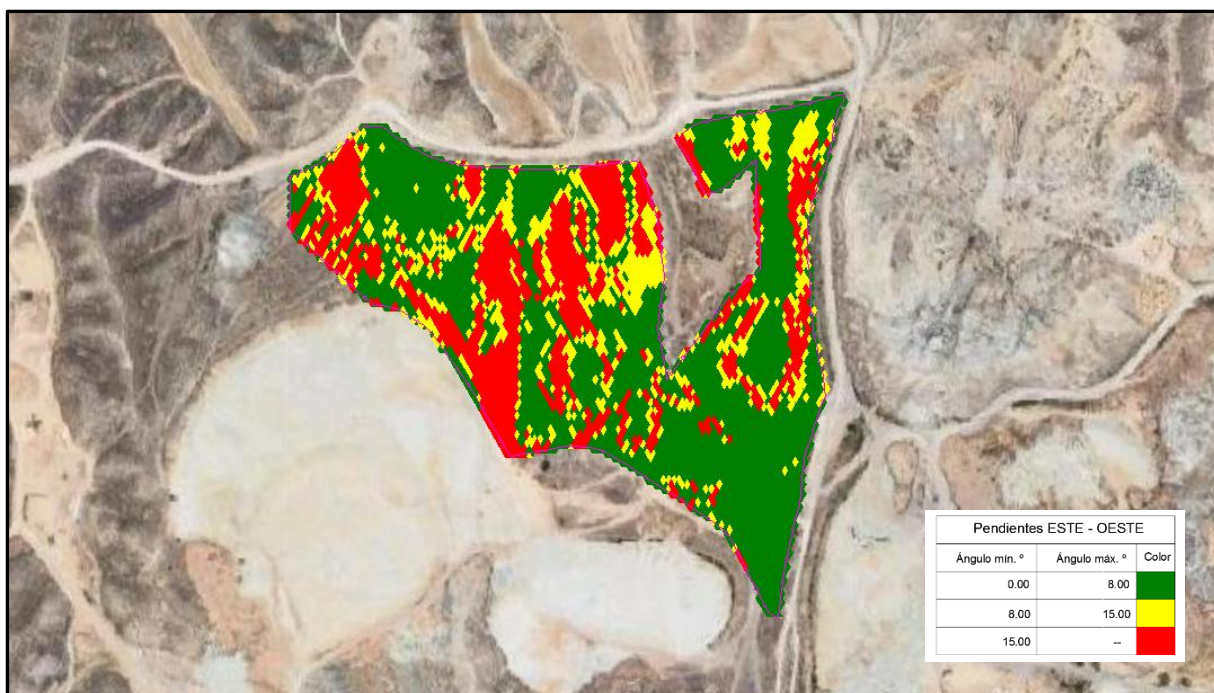 Pendientes ESTE - OESTE
Ángulo mín. º Ángulo máx. º Color
0.00 8.00
8.00 15.00
15.00 --